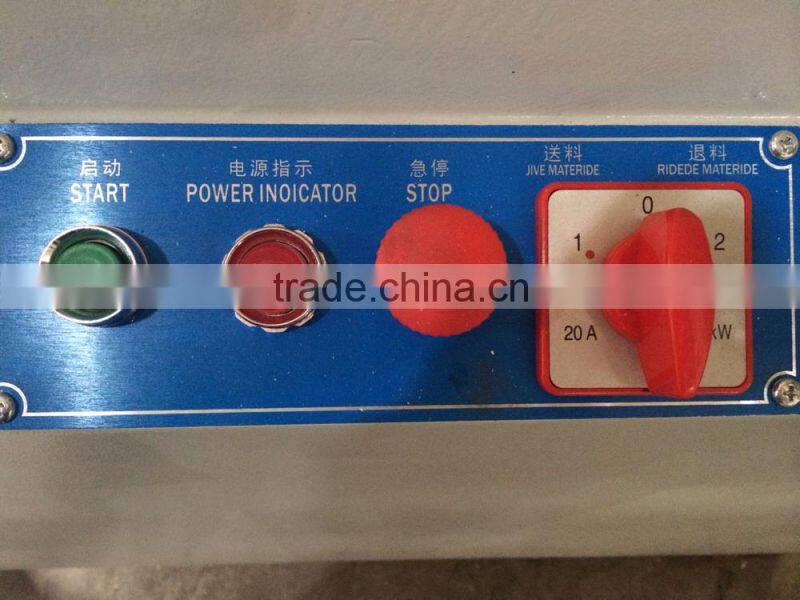 启动
START
电源指示
POWER INOICATOR
急停
STOP
送料
JIVE MATERIDE
退料
RIDEDE MATERIDE
0
1
2
20 A
kW
trade.china.cn